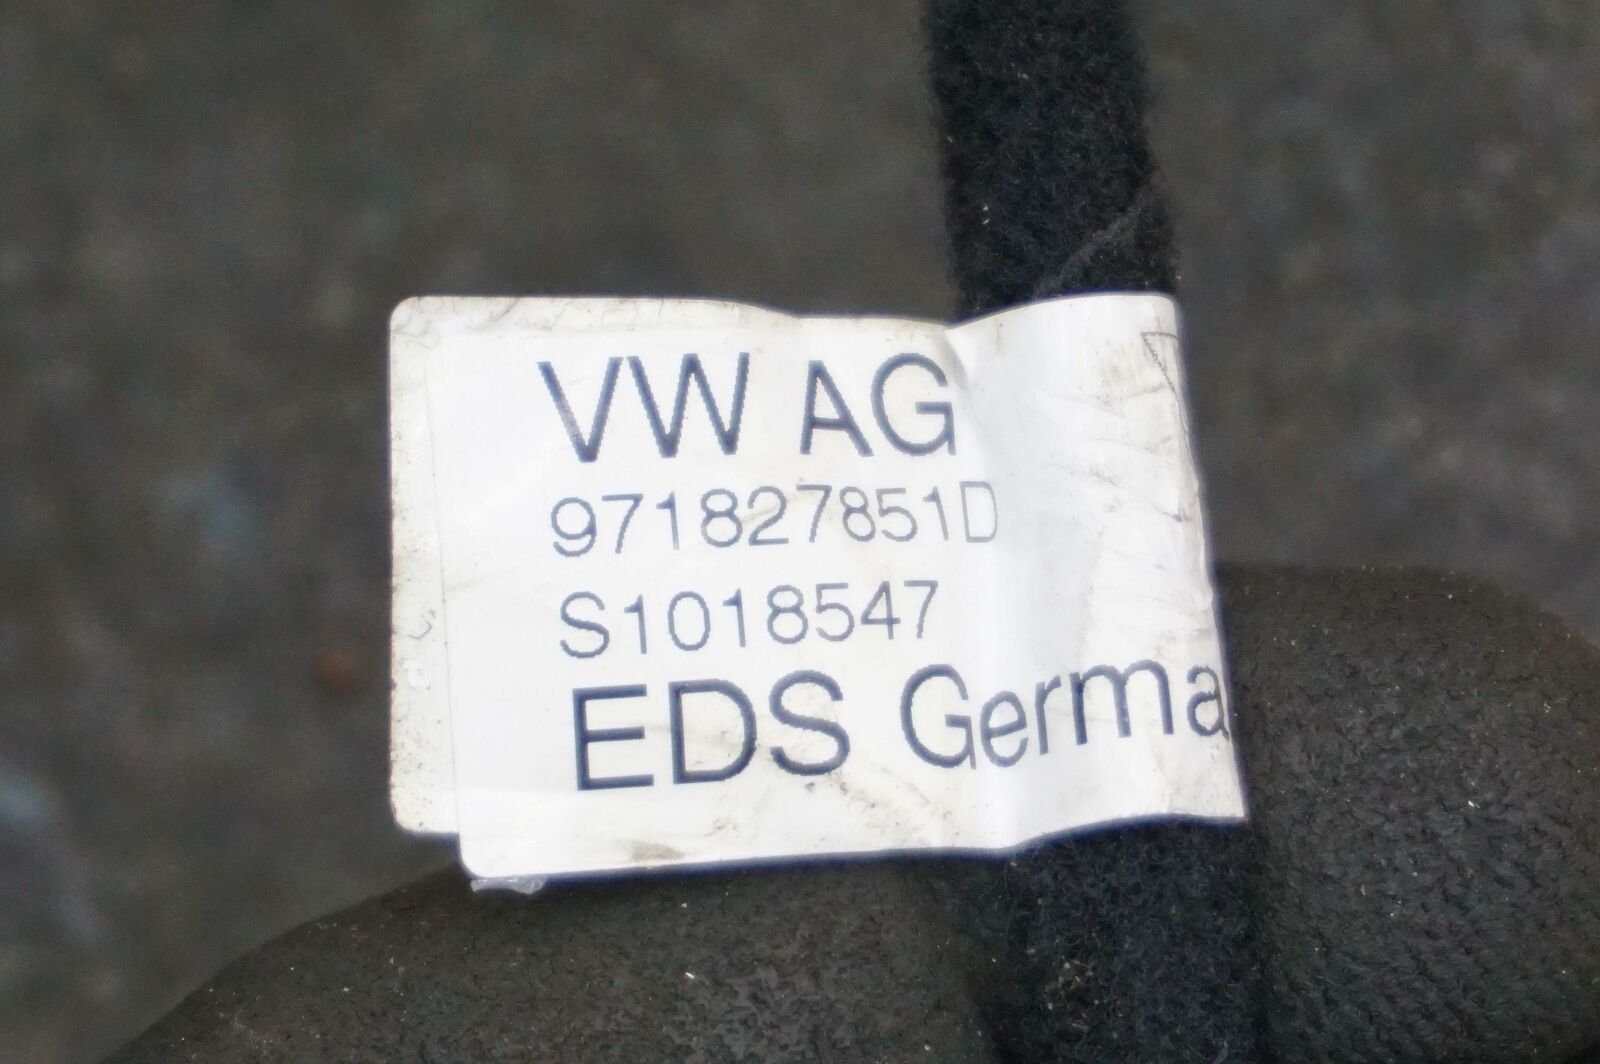 VW AG
971827851D
S1018547
EDS Germa